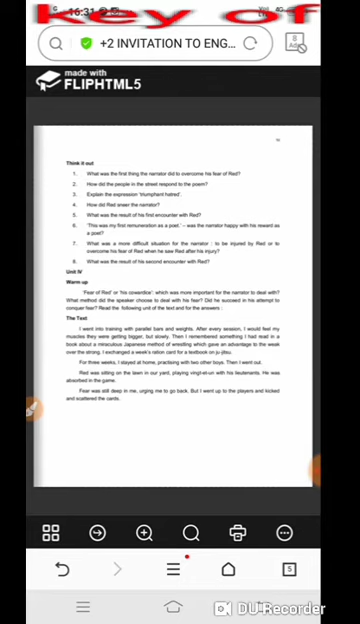 key of
16:31
+2 INVITATION TO ENG...
8
made with
FLIPHTML5
Think it out
1. What was the first thing the narrator did to overcome his fear of Red?
2. How did the people in the street respond to the poem?
3. Explain the expression 'triumphant hatred'.
4. How did Red sneer the narrator?
5. What was the result of his first encounter with Red?
6. 'This was my first remuneration as a poet.' – was the narrator happy with his reward as a poet?
7. What was a more difficult situation for the narrator : to be injured by Red or to overcome his fear of Red when he saw Red after his injury?
8. What was the result of his second encounter with Red?
Unit IV
Warm up
'Fear of Red' or 'his cowardice', which was more important for the narrator to deal with?
What method did the speaker choose to deal with his fear? Did he succeed in his attempt to
conquer fear? Read the following unit of the text and for the answers :
The Text
I went into training with parallel bars and weights. After every session, I would feel my
muscles they were getting bigger, but slowly. Then I remembered something I had read in a
book about a miraculous Japanese method of wrestling which gave an advantage to the weak
over the strong. I exchanged a week's ration card for a textbook on ju-jitsu.
For three weeks, I stayed at home, practising with two other boys. Then I went out.
Red was sitting on the lawn in our yard, playing vingt-et-un with his lieutenants. He was
absorbed in the game.
Fear was still deep in me, urging me to go back. But I went up to the players and kicked
and scattered the cards.
5
DU Recorder